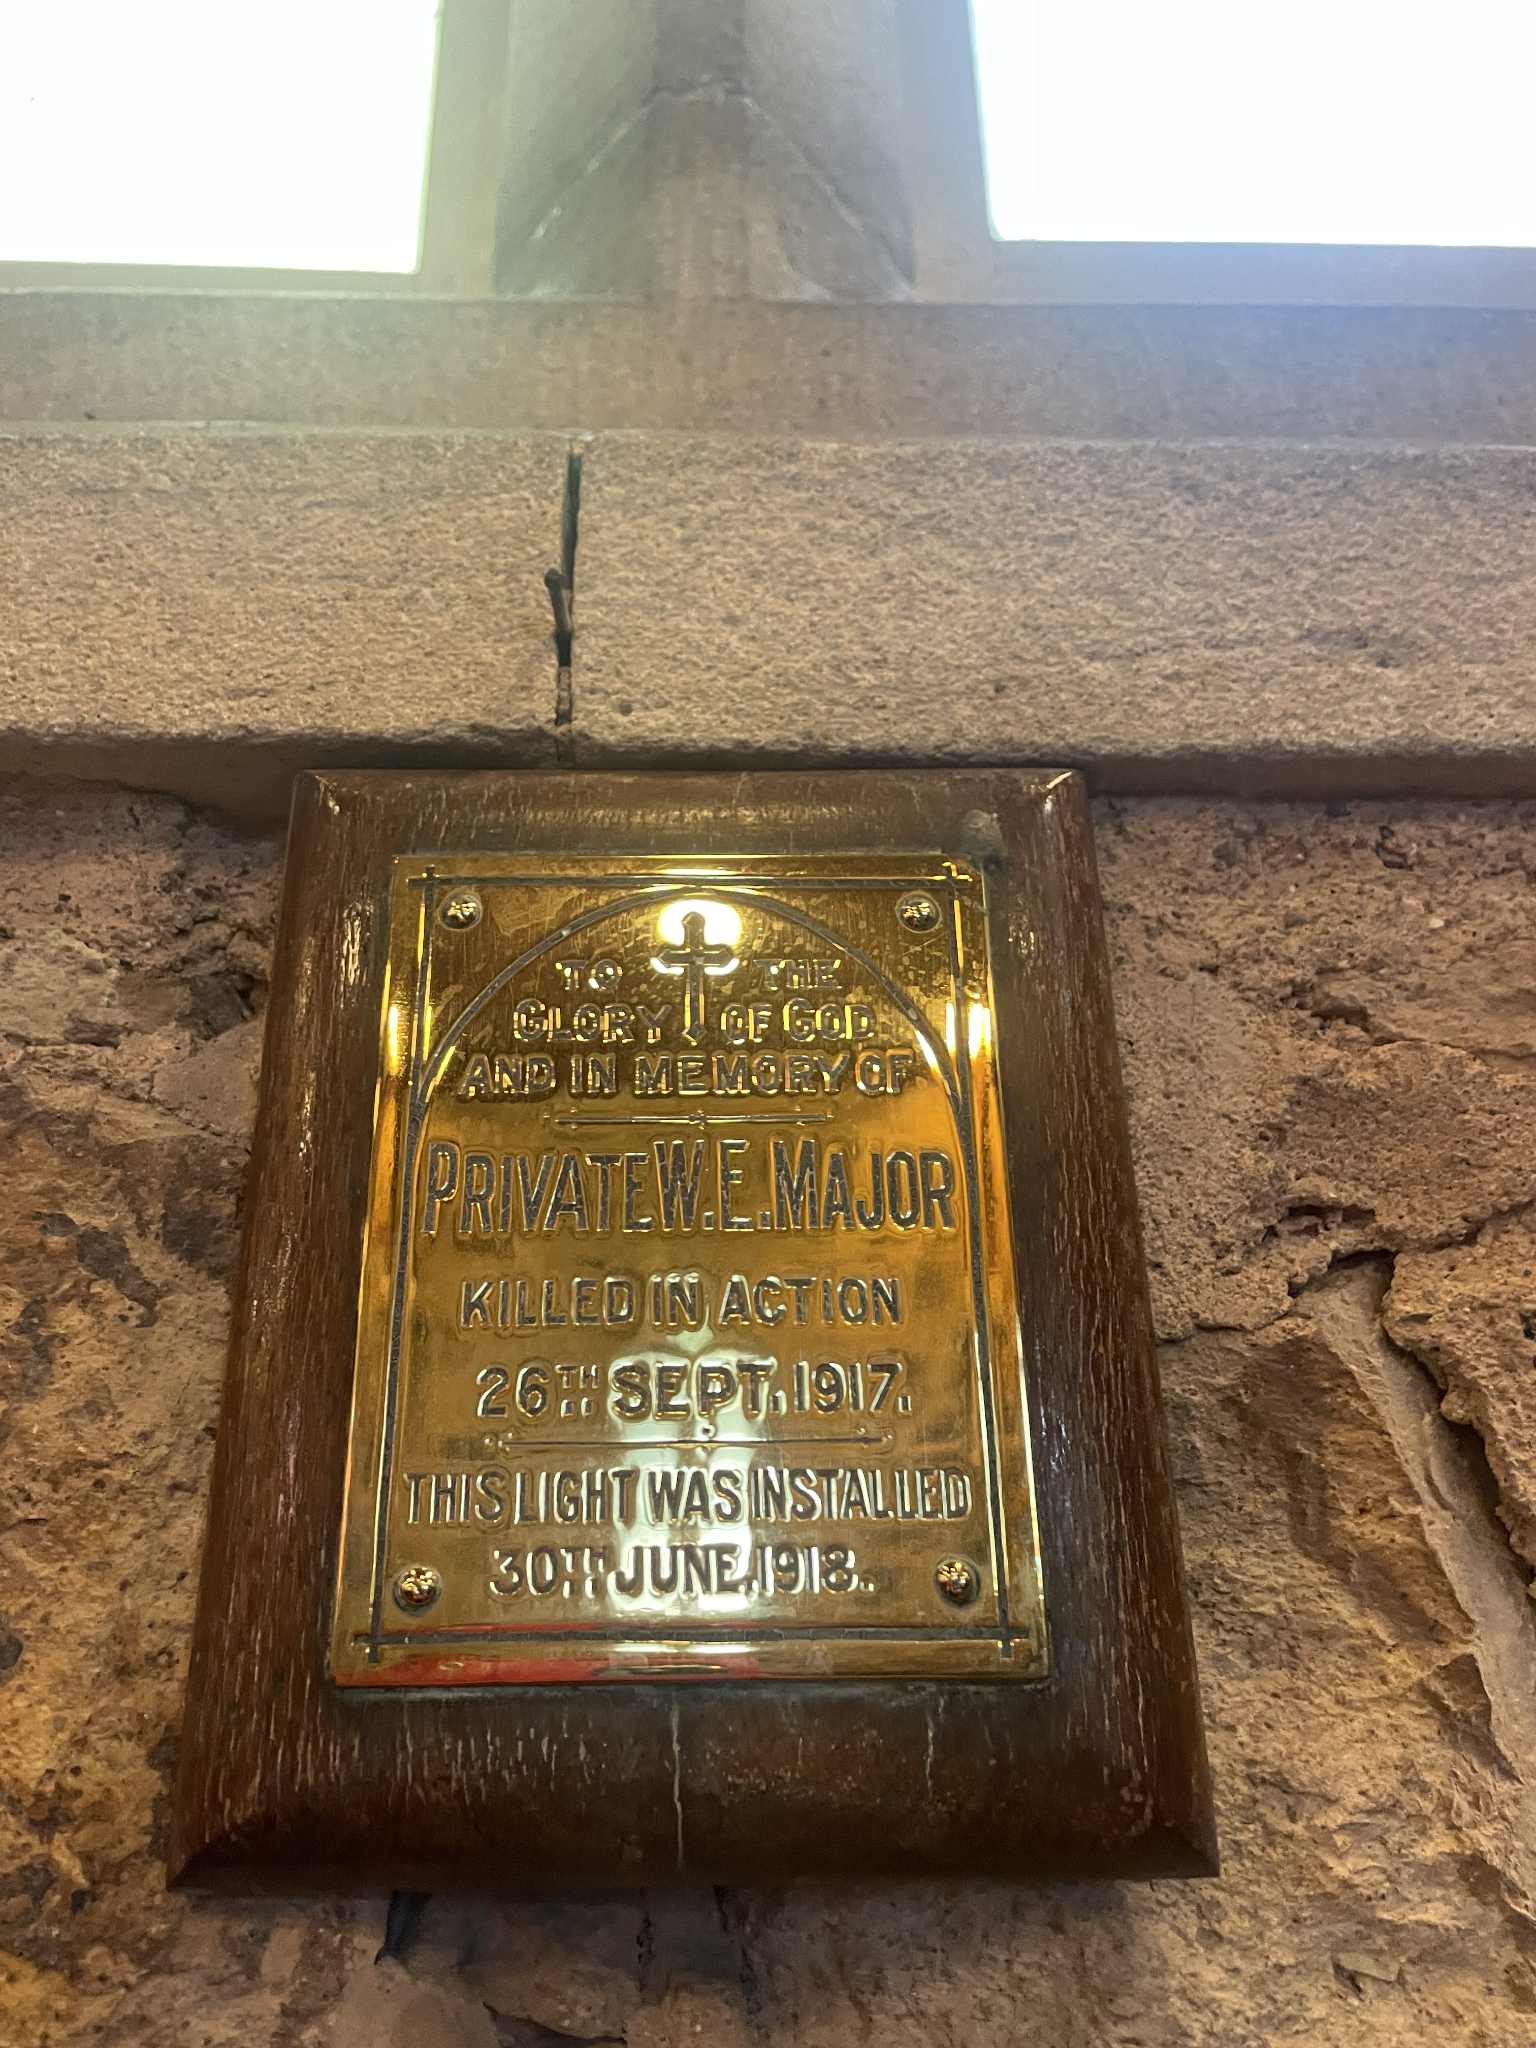 TO THE
GLORY OF GOD
AND IN MEMORY OF
PRIVATE W.E. MAJOR
KILLED IN ACTION
26TH SEPT. 1917.
THIS LIGHT WAS INSTALLED
30TH JUNE. 1918.